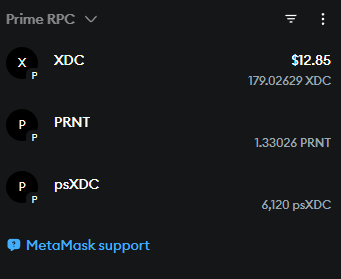 Prime RPC
X
P
XDC
$12.85
179.02629 XDC
P
P
PRNT
1.33026 PRNT
P
P
psXDC
6,120 psXDC
MetaMask support